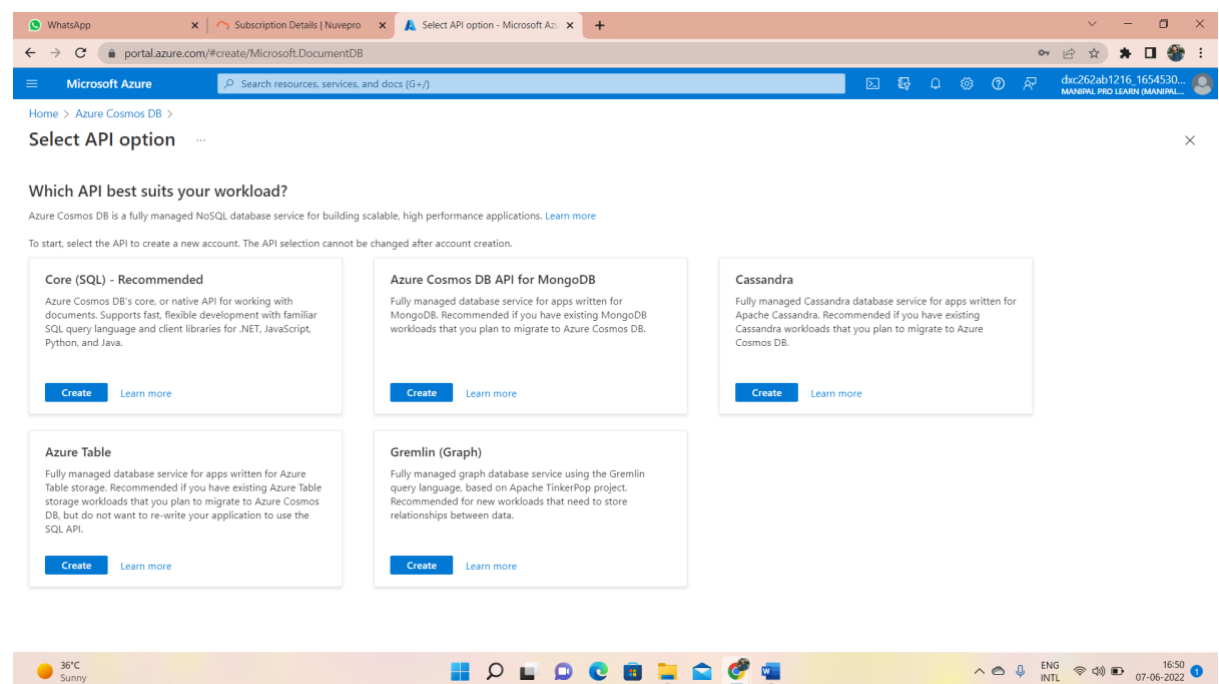 WhatsApp
Subscription Details | Nuvepro
Select API option - Microsoft Az
portal.azure.com/#create/Microsoft.DocumentDB
Microsoft Azure
Search resources, services, and docs (G+/)
dxc262ab1216_1654530...
MANIPAL PRO LEARN (MANIPAL...
Home > Azure Cosmos DB >
Select API option ...
Which API best suits your workload?
Azure Cosmos DB is a fully managed NoSQL database service for building scalable, high performance applications. Learn more
To start, select the API to create a new account. The API selection cannot be changed after account creation.
Core (SQL) - Recommended
Azure Cosmos DB's core, or native API for working with
documents. Supports fast, flexible development with familiar
SQL query language and client libraries for .NET, JavaScript,
Python, and Java.
Create Learn more
Azure Cosmos DB API for MongoDB
Fully managed database service for apps written for
MongoDB. Recommended if you have existing MongoDB
workloads that you plan to migrate to Azure Cosmos DB.
Create Learn more
Cassandra
Fully managed Cassandra database service for apps written for
Apache Cassandra. Recommended if you have existing
Cassandra workloads that you plan to migrate to Azure
Cosmos DB.
Create Learn more
Azure Table
Fully managed database service for apps written for Azure
Table storage. Recommended if you have existing Azure Table
storage workloads that you plan to migrate to Azure Cosmos
DB, but do not want to re-write your application to use the
SQL API.
Create Learn more
Gremlin (Graph)
Fully managed graph database service using the Gremlin
query language, based on Apache TinkerPop project.
Recommended for new workloads that need to store
relationships between data.
Create Learn more
36°C
Sunny
ENG
INTL
16:50
07-06-2022
1